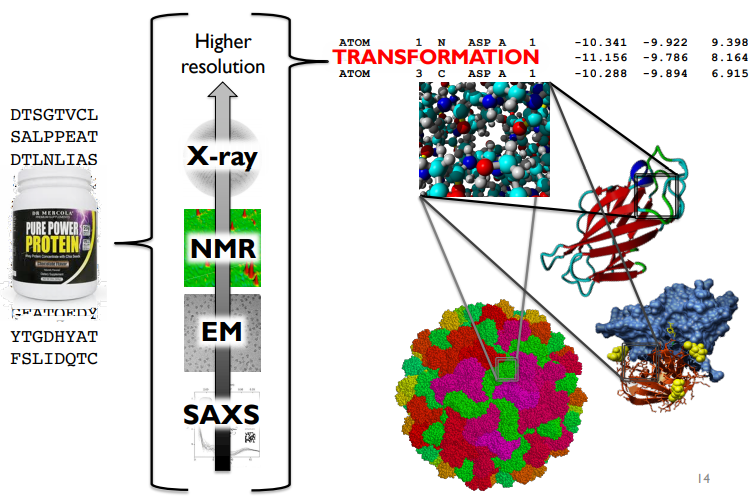 DTSGTVCL
SALPPEAT
DTLNLIAS
DR MERCOLA
PURE POWER
PROTEIN
YTGDHYAT
FSLIDQTC
Higher
resolution
X-ray
NMR
EM
SAXS
ATOM 1 N ASP A 1 -10.341 -9.922 9.398
TRANSFORMATION -11.156 -9.786 8.164
ATOM 3 C ASP A 1 -10.288 -9.894 6.915
14